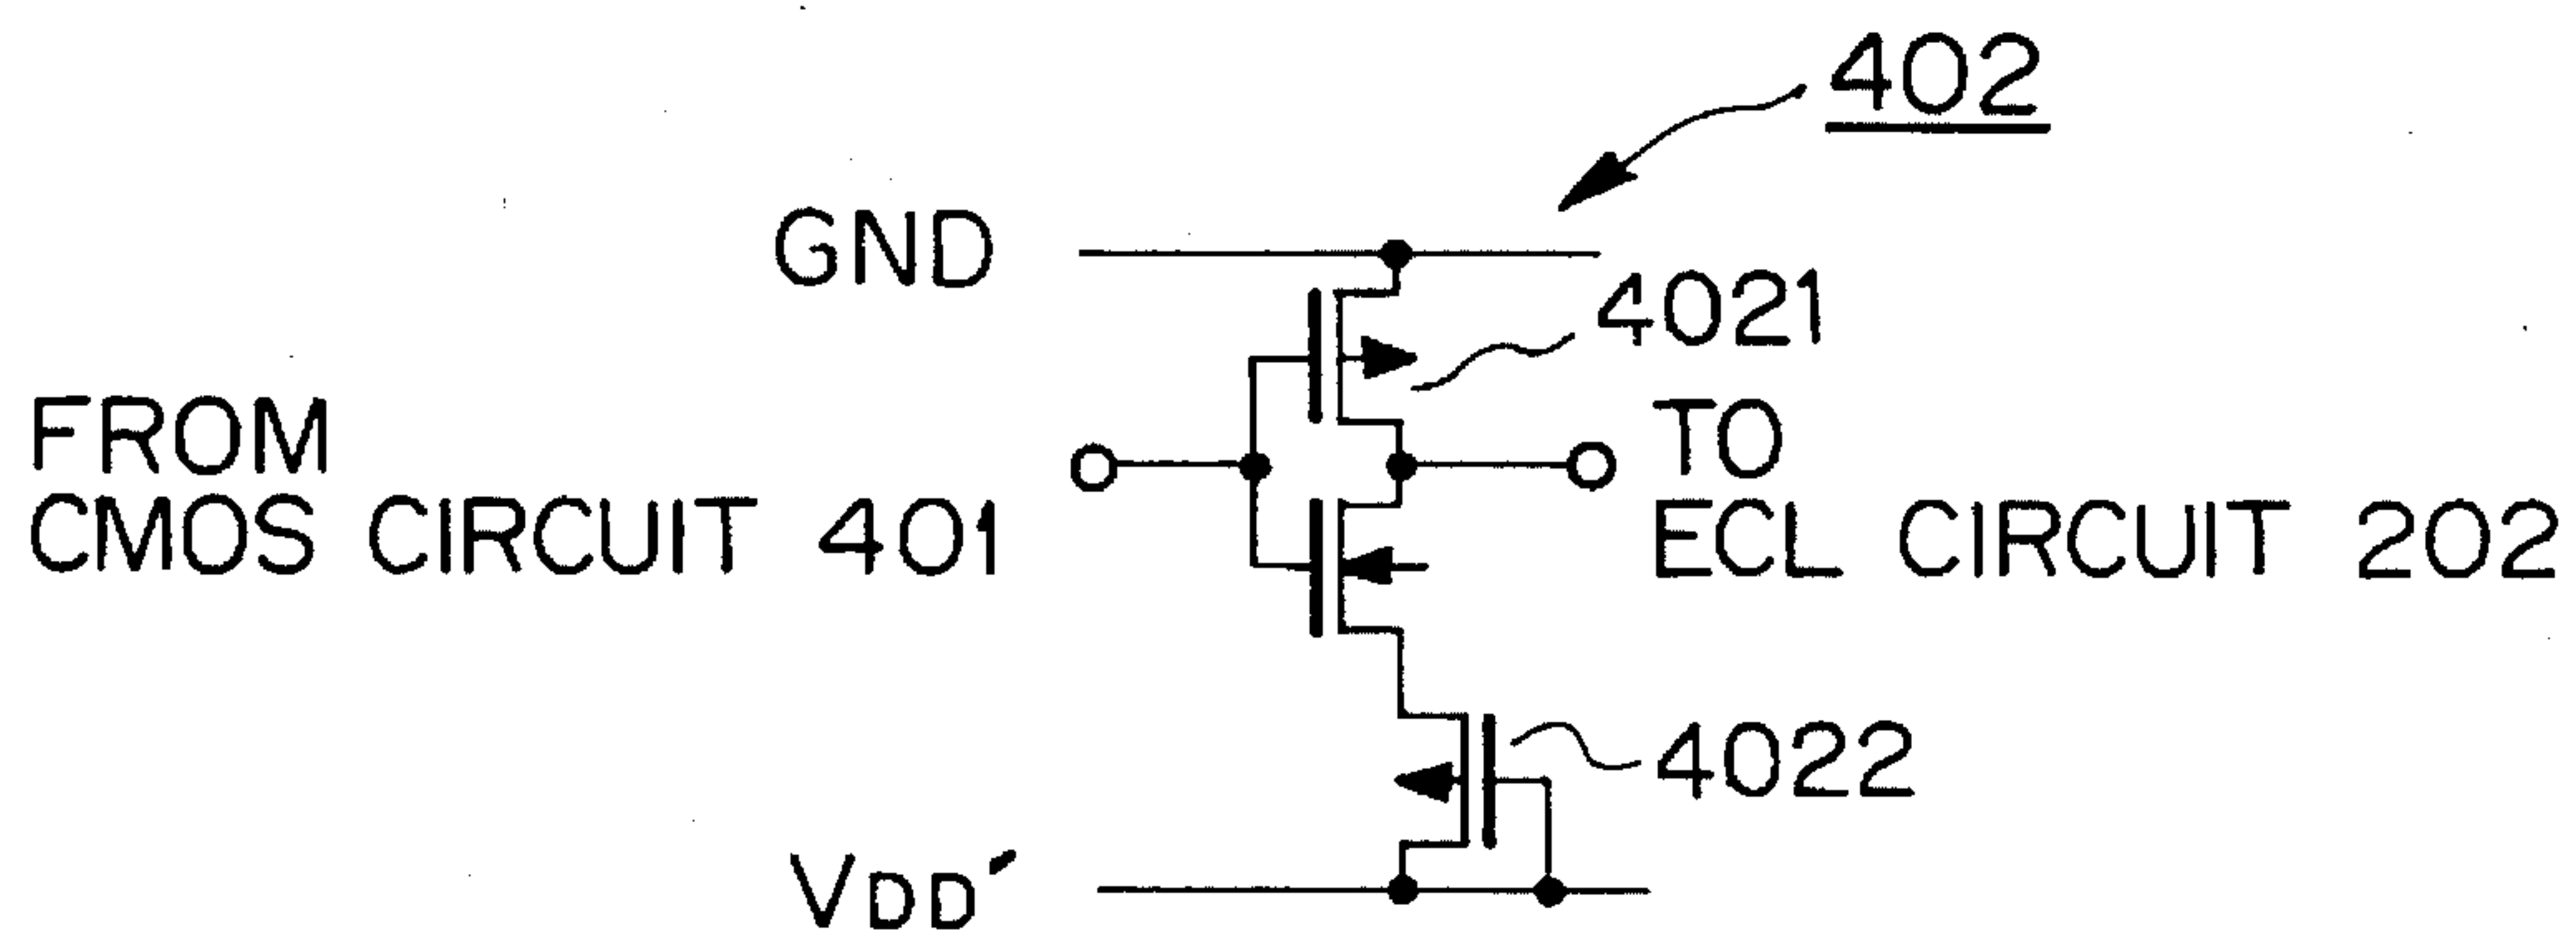 402
GND
4021
FROM
CMOS CIRCUIT 401
TO
ECL CIRCUIT 202
4022
VDD′